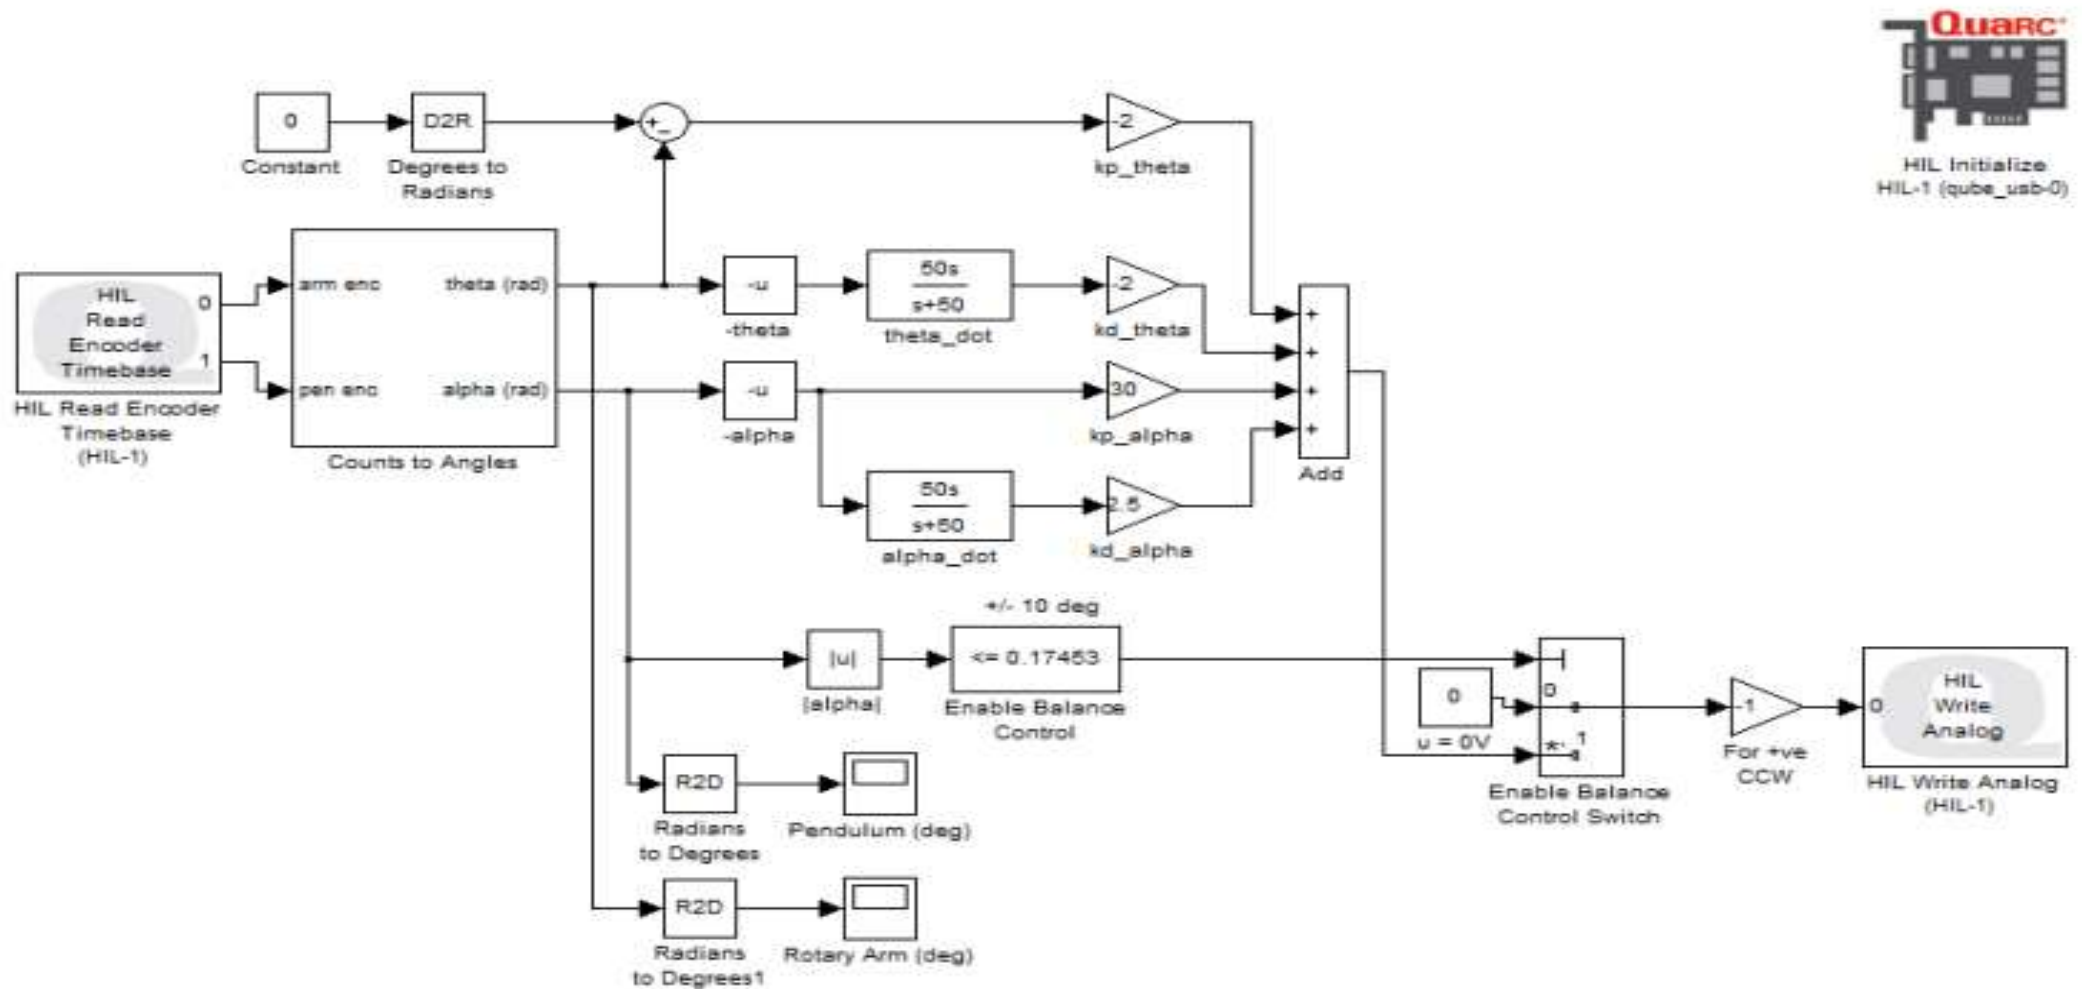 QUARC
HIL Initialize
HIL-1 (qube_usb-0)
0
Constant
D2R
Degrees to
Radians
+
-
-2
kp_theta
HIL
Read
Encoder
Timebase
0
1
HIL Read Encoder
Timebase
(HIL-1)
arm enc
pen enc
theta (rad)
alpha (rad)
Counts to Angles
-u
-theta
50s
s+50
theta_dot
-2
kd_theta
-u
-alpha
30
kp_alpha
50s
s+50
alpha_dot
2.5
kd_alpha
+
+
+
+
Add
|u|
|alpha|
+/- 10 deg
<= 0.17453
Enable Balance
Control
0
u = 0V
0
*, 1
Enable Balance
Control Switch
-1
For +ve
CCW
0
HIL
Write
Analog
HIL Write Analog
(HIL-1)
R2D
Radians
to Degrees
Pendulum (deg)
R2D
Radians
to Degrees1
Rotary Arm (deg)